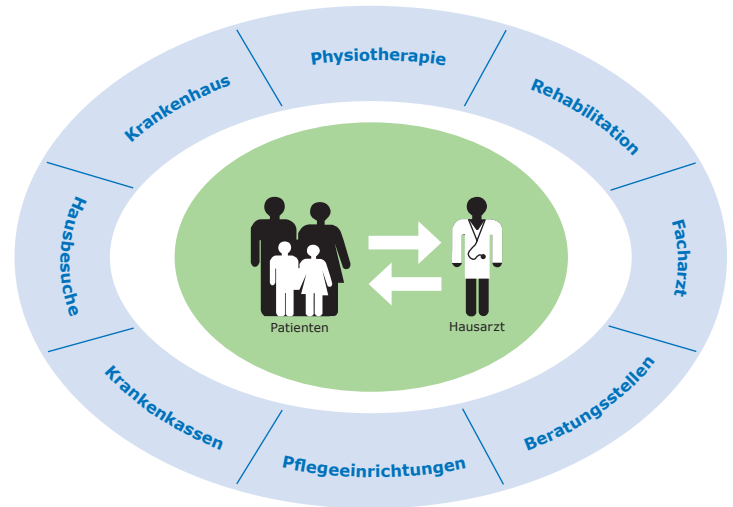 Physiotherapie
Rehabilitation
Facharzt
Beratungsstellen
Pflegeeinrichtungen
Krankenkassen
Hausbesuche
Krankenhaus
Patienten
Hausarzt